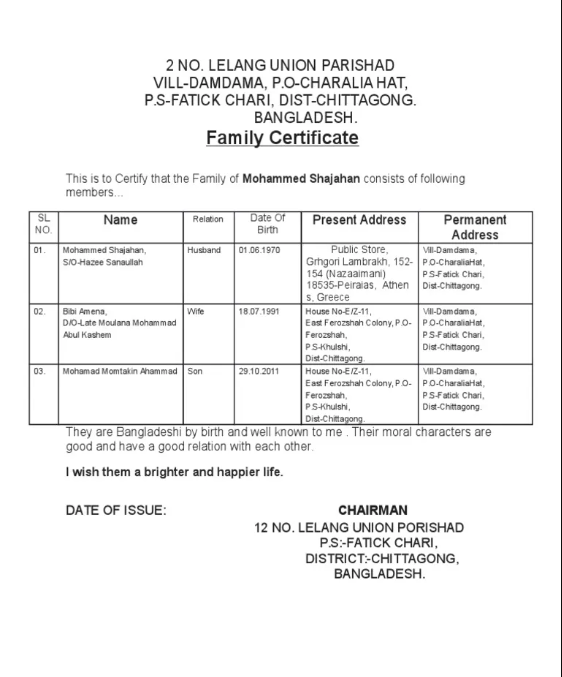 2 NO. LELANG UNION PARISHAD
VILL-DAMDAMA, P.O-CHARALIA HAT,
P.S-FATICK CHARI, DIST-CHITTAGONG.
BANGLADESH.
Family Certificate
This is to Certify that the Family of Mohammed Shajahan consists of following
members...
SL NO. Name Relation Date Of Birth Present Address Permanent Address
01. Mohammed Shajahan, Husband 01.06.1970 Public Store, Vill-Damdama,
S/O-Hazee Sanaullah Grhgori Lambrakh, 152- P.O-CharaliaHat,
154 (Nazaaimani) P.S-Fatick Chari,
18535-Peiraias, Athen Dist-Chittagong.
s, Greece
02. Bibi Amena, Wife 18.07.1991 House No-E/Z-11, Vill-Damdama,
D/O-Late Moulana Mohammad East Ferozshah Colony, P.O- P.O-CharaliaHat,
Abul Kashem Ferozshah, P.S-Fatick Chari,
P.S-Khulshi, Dist-Chittagong.
Dist-Chittagong.
03. Mohamad Momtakin Ahammad Son 29.10.2011 House No-E/Z-11, Vill-Damdama,
East Ferozshah Colony, P.O- P.O-CharaliaHat,
Ferozshah, P.S-Fatick Chari,
P.S-Khulshi, Dist-Chittagong.
Dist-Chittagong.
They are Bangladeshi by birth and well known to me . Their moral characters are
good and have a good relation with each other.
I wish them a brighter and happier life.
DATE OF ISSUE: CHAIRMAN
12 NO. LELANG UNION PORISHAD
P.S:-FATICK CHARI,
DISTRICT:-CHITTAGONG,
BANGLADESH.